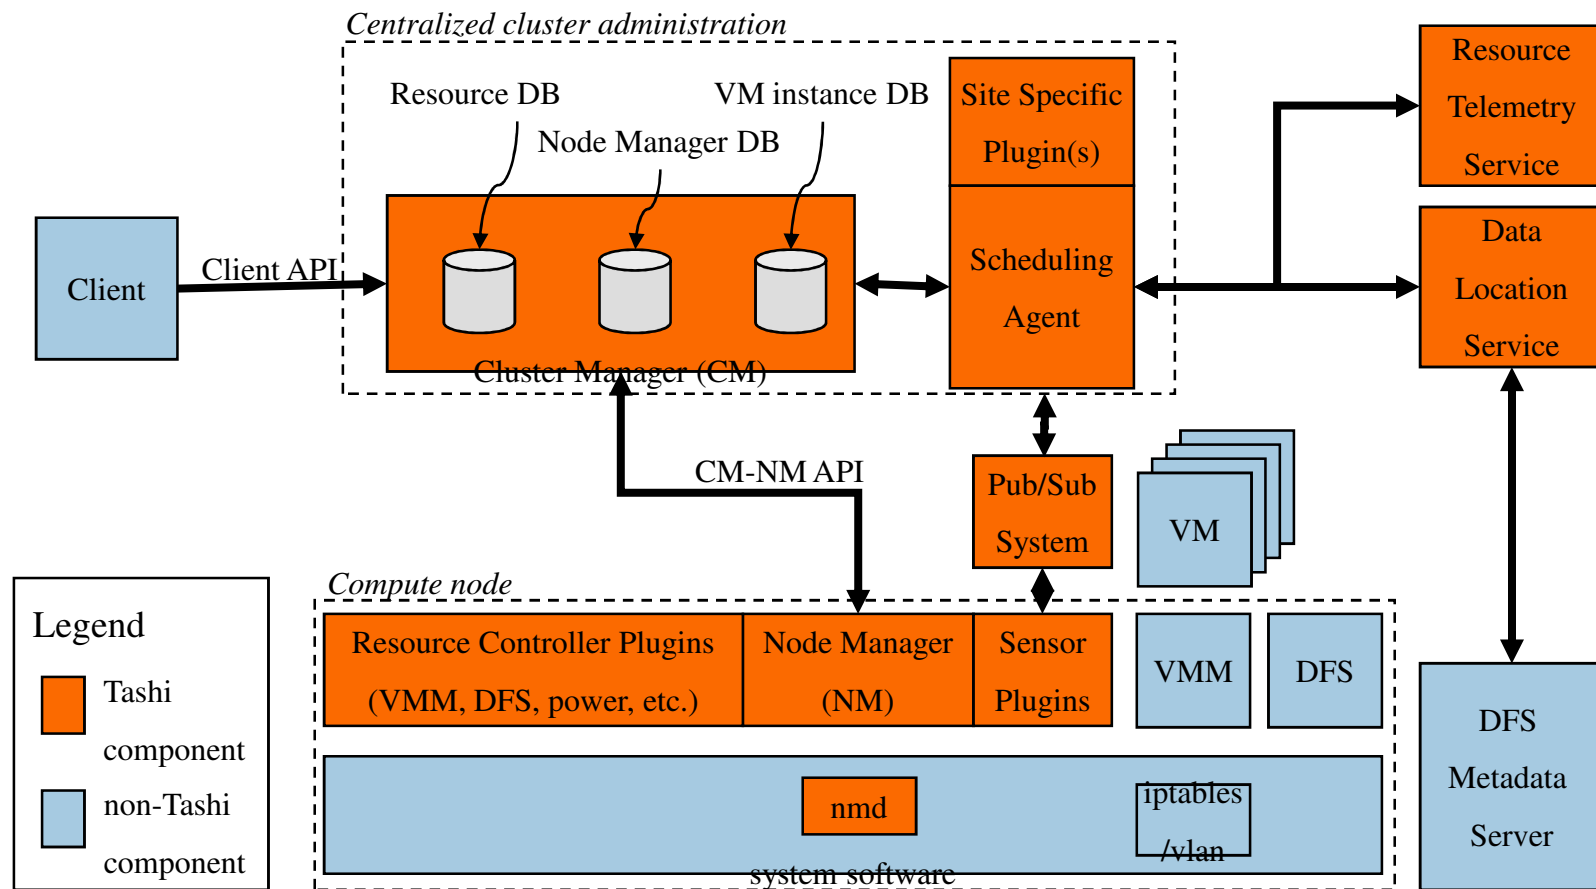 Centralized cluster administration
Resource DB
VM instance DB
Node Manager DB
Site Specific
Plugin(s)
Resource
Telemetry
Service
Client
Client API
Cluster Manager (CM)
Scheduling
Agent
Data
Location
Service
CM-NM API
Pub/Sub
System
VM
Compute node
Resource Controller Plugins
(VMM, DFS, power, etc.)
Node Manager
(NM)
Sensor
Plugins
VMM
DFS
nmd
iptables
/vlan
system software
DFS
Metadata
Server
Legend
Tashi
component
non-Tashi
component